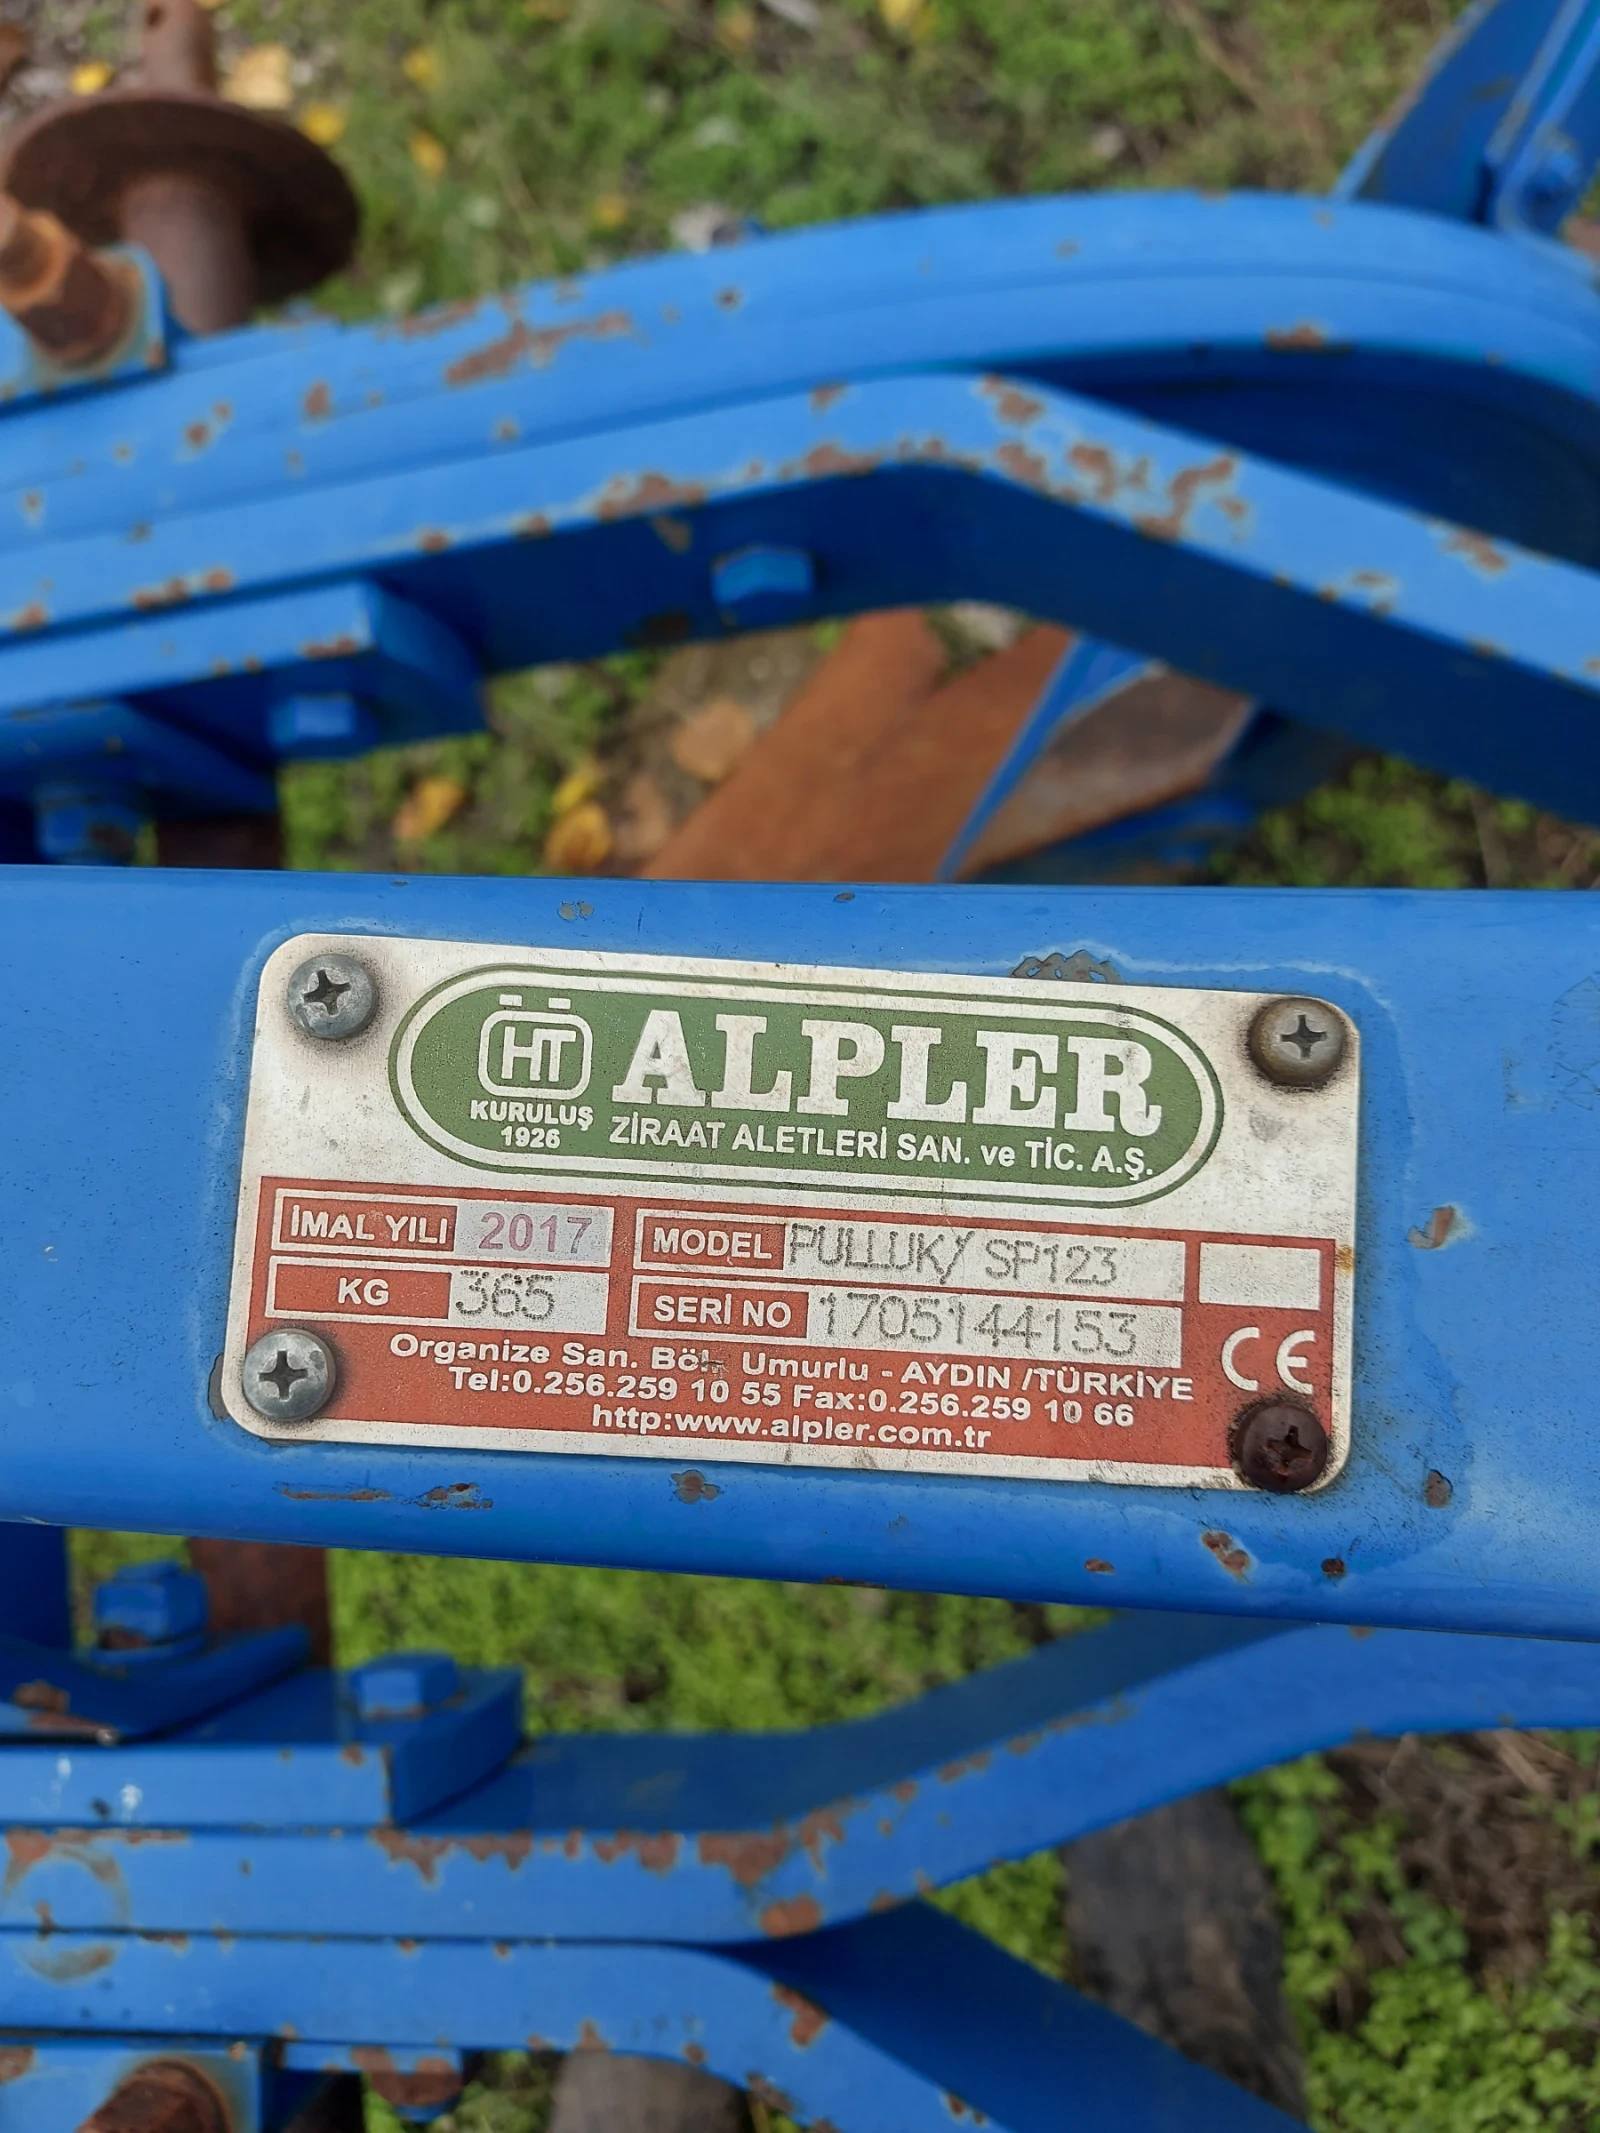 HT ALPLER
KURULUŞ
1926
ZİRAAT ALETLERİ SAN. ve TİC. A.Ş.
İMAL YILI 2017 MODEL PULLUK/ SP123
KG 365 SERİ NO 1705144153
CE
Organize San. Böl. Umurlu - AYDIN /TÜRKİYE
Tel:0.256.259 10 55 Fax:0.256.259 10 66
http:www.alpler.com.tr